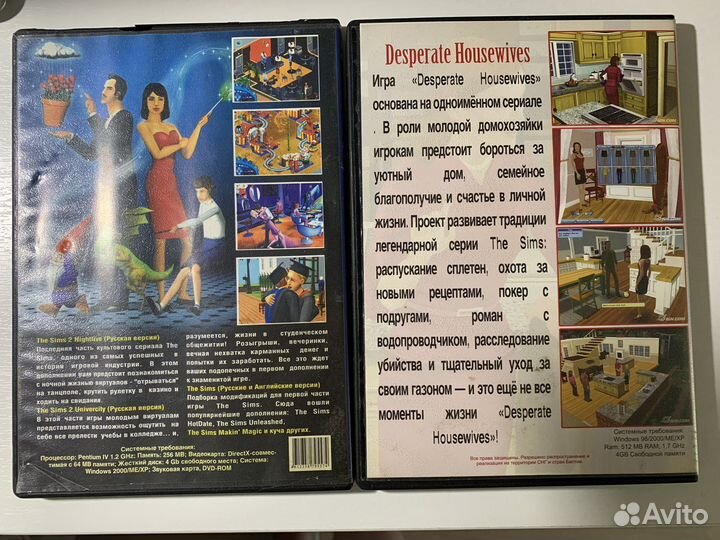 The Sims 2 Nightlive (Русская версия)
Последняя часть культового сериала The
Sims, одного из самых успешных в
истории игровой индустрии. В этом
дополнении вам предстоит познакомиться
с ночной жизнью виртуалов - "отрываться"
на танцполе, крутить рулетку в казино и
ходить на свидания.
The Sims 2 Univercity (Русская версия)
В этой части игры молодым виртуалам
представляется возможность ощутить на
себе все прелести учебы в колледже... и,
разумеется, жизни в студенческом
общежитии! Розыгрыши, вечеринки,
вечная нехватка карманных денег и
попытки их заработать. Все это ждет
ваших подопечных в первом дополнении
к знаменитой игре.
The Sims (Русские и Английские версии)
Подборка модификаций для первой части
игры The Sims. Сюда вошли
популярнейшие дополнения: The Sims
HotDate, The Sims Unleashed,
The Sims Makin' Magic и куча других.
Системные требования:
Процессор: Pentium IV 1.2 GHz; Память: 256 МВ; Видеокарта: DirectX-совмес-
тимая с 64 МВ памяти; Жесткий диск: 4 Gb свободного места; Система:
Windows 2000/ME/XP; Звуковая карта, DVD-ROM
Desperate Housewives
Игра «Desperate Housewives»
основана на одноимённом сериале
. В роли молодой домохозяйки
игрокам предстоит бороться за
уютный дом, семейное
благополучие и счастье в личной
жизни. Проект развивает традиции
легендарной серии The Sims:
распускание сплетен, охота за
новыми рецептами, покер с
подругами, роман с
водопроводчиком, расследование
убийства и тщательный уход за
своим газоном — и это ещё не все
моменты жизни «Desperate
Housewives»!
Системные требования:
Windows 98/2000/ME/XP
Ram: 512 MB RAM, 1,7 GHz
4GB Свободной памяти
Все права защищены. Разрешено распространение и
реализация на территории СНГ и стран Балтии.
Avito